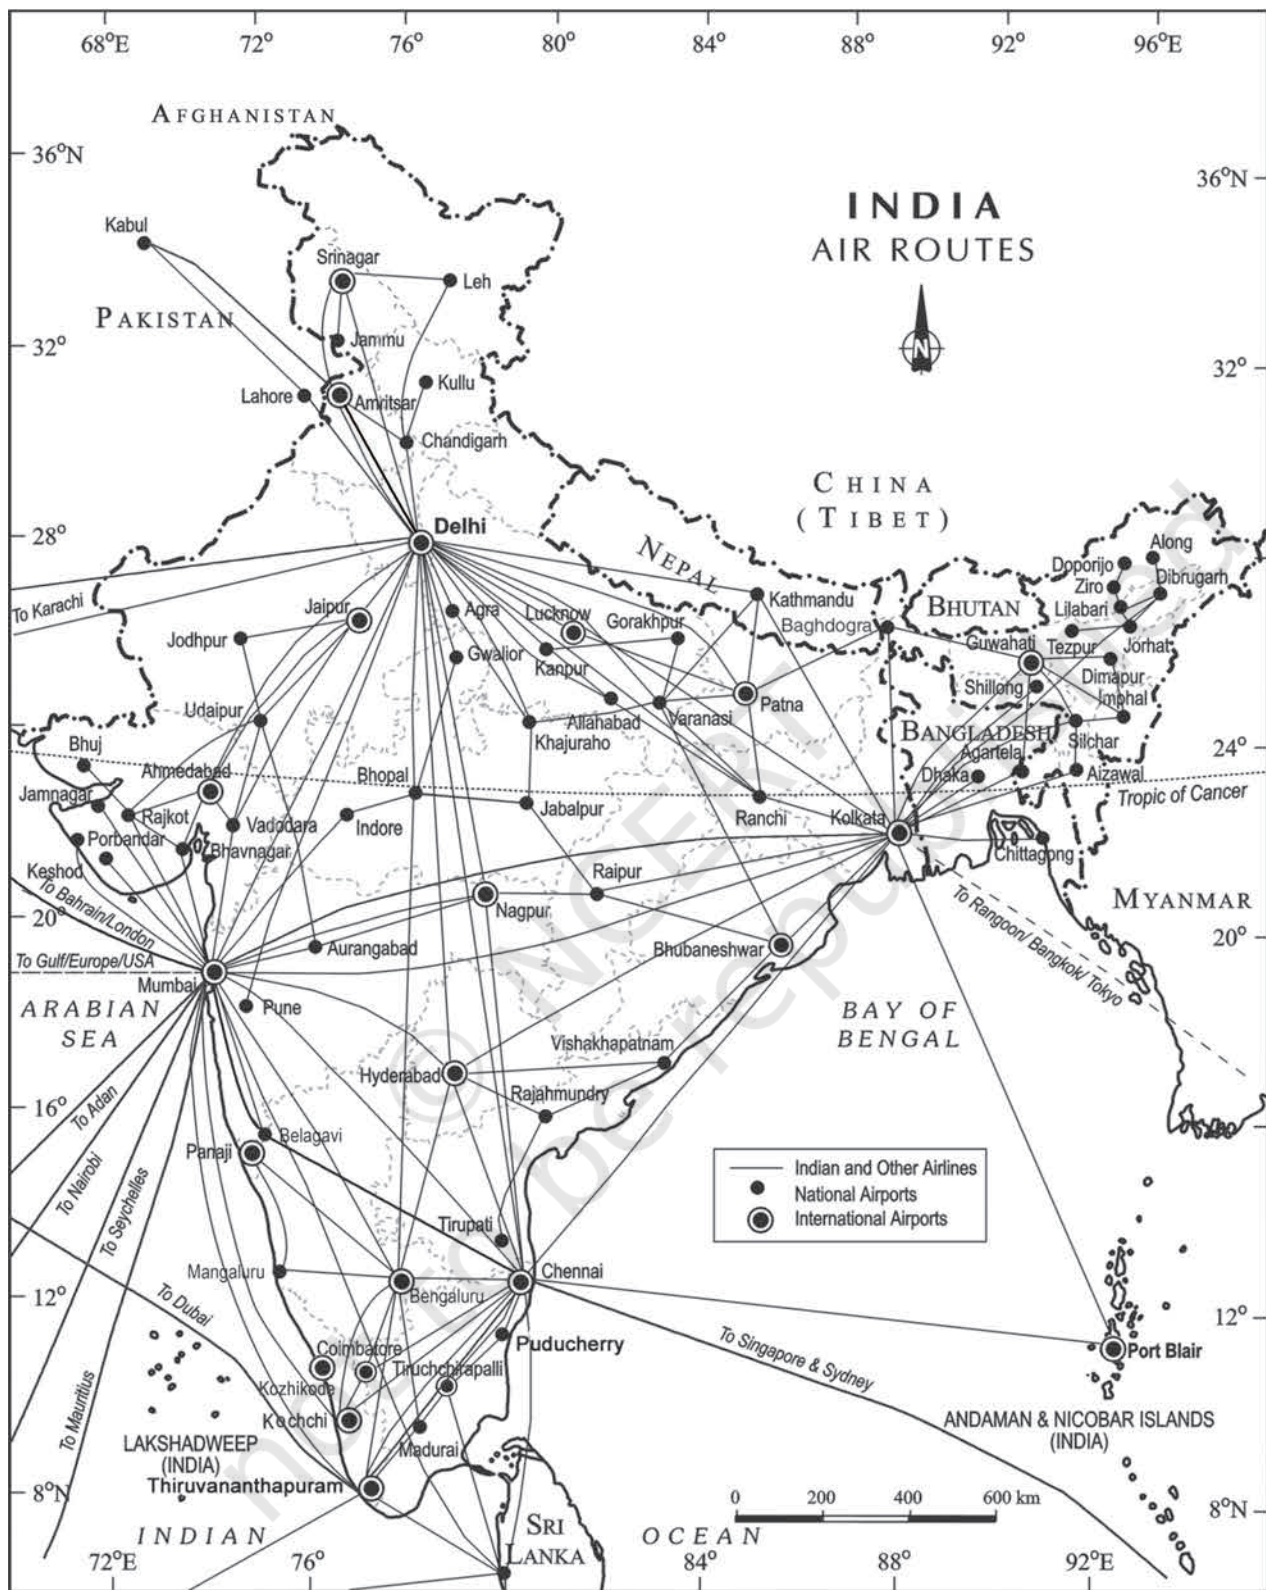 68°E 72° 76° 80° 84° 88° 92° 96°E
AFGHANISTAN
36°N
36°N
INDIA
AIR ROUTES
N
Kabul
Srinagar
Leh
PAKISTAN
Jammu
32°
32°
Kullu
Lahore
Amritsar
Chandigarh
CHINA
(TIBET)
28°
Delhi
NEPAL
Along
Doporijo
Ziro
Dibrugarh
Lilabari
To Karachi
Jaipur
Agra
Lucknow
Gorakhpur
Kathmandu
BHUTAN
Baghdogra
Guwahati
Tezpur
Jorhat
Jodhpur
Gwalior
Kanpur
Shillong
Dimapur
Imphal
Udaipur
Allahabad
Varanasi
Patna
Khajuraho
BANGLADESH
Silchar
24°
Bhuj
Ahmedabad
Bhopal
Agartela
Dhaka
Aizawal
Jamnagar
Rajkot
Vadodara
Indore
Jabalpur
Ranchi
Kolkata
Tropic of Cancer
Porbandar
Bhavnagar
Chittagong
Keshod
Raipur
To Bahrain/London
20°
Nagpur
To Rangoon/ Bangkok/ Tokyo
MYANMAR
20°
Aurangabad
Bhubaneshwar
To Gulf/Europe/USA
Mumbai
Pune
ARABIAN
SEA
BAY OF
BENGAL
Vishakhapatnam
Hyderabad
Rajahmundry
16°
To Adan
Belagavi
Panaji
To Nairobi
To Seychelles
Indian and Other Airlines
National Airports
International Airports
Tirupati
Mangaluru
Chennai
Bengaluru
12°
12°
To Dubai
Puducherry
Port Blair
Coimbatore
Tiruchchirapalli
To Singapore & Sydney
Kozhikode
To Mauritius
Kochchi
Madurai
LAKSHADWEEP
(INDIA)
ANDAMAN & NICOBAR ISLANDS
(INDIA)
Thiruvananthapuram
8°N
8°N
0 200 400 600 km
INDIAN
SRI
LANKA
OCEAN
72°E 76° 84° 88° 92°E
© NCERT
not to be republished